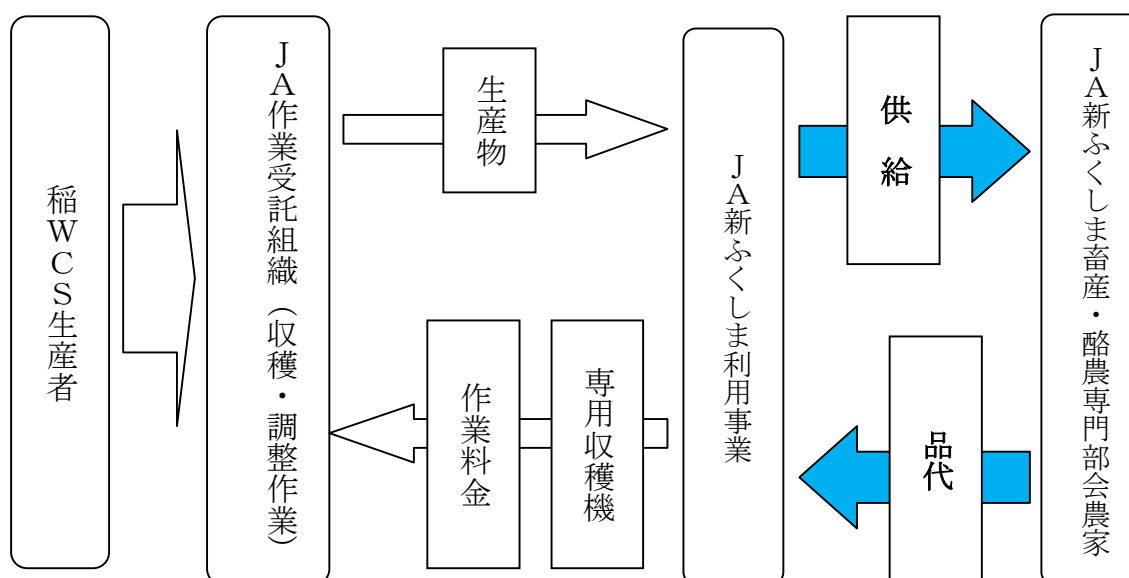 稲WCS生産者
JA作業受託組織（収穫・調整作業）
生産物
作業料金
専用収穫機
JA新ふくしま利用事業
供給
品代
JA新ふくしま畜産・酪農専門部会農家